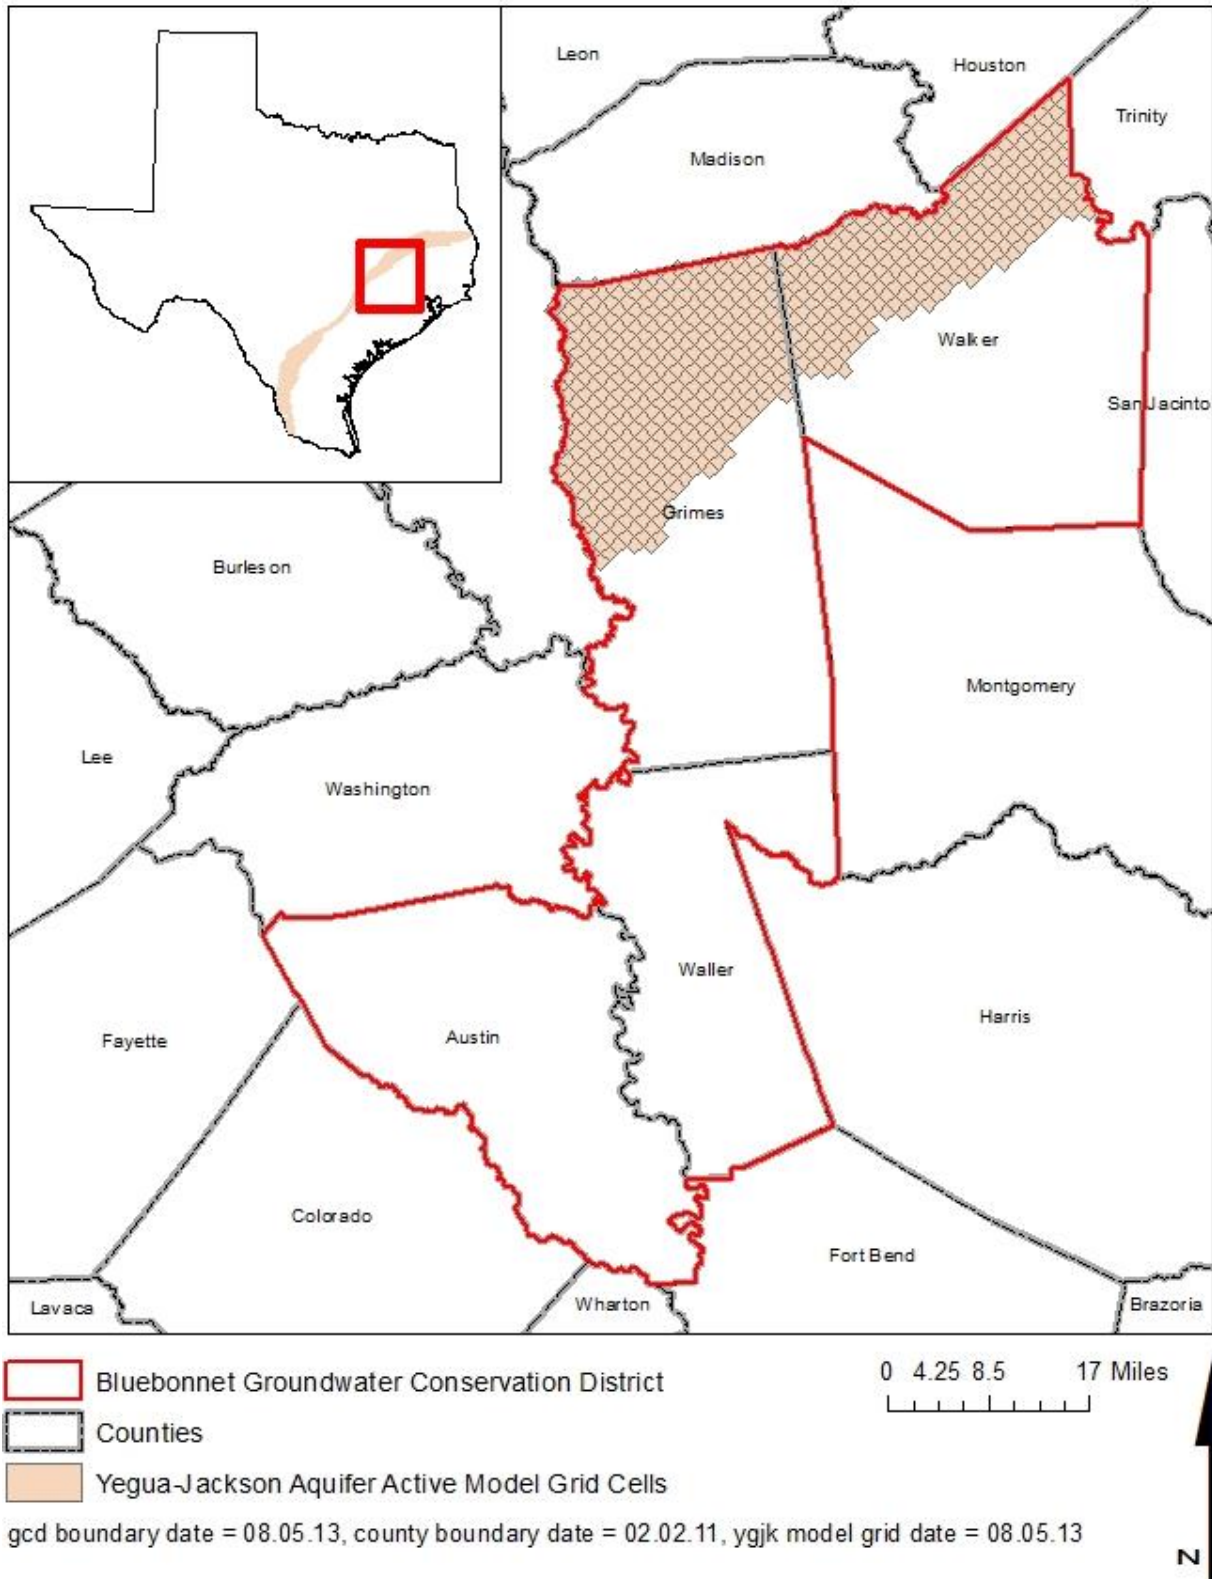 Leon
Houston
Trinity
Madison
Walker
San Jacinto
Grimes
Burleson
Montgomery
Lee
Washington
Waller
Harris
Fayette
Austin
Colorado
Fort Bend
Lavaca
Wharton
Brazoria
Bluebonnet Groundwater Conservation District
0 4.25 8.5 17 Miles
Counties
Yegua-Jackson Aquifer Active Model Grid Cells
gcd boundary date = 08.05.13, county boundary date = 02.02.11, ygjk model grid date = 08.05.13
N